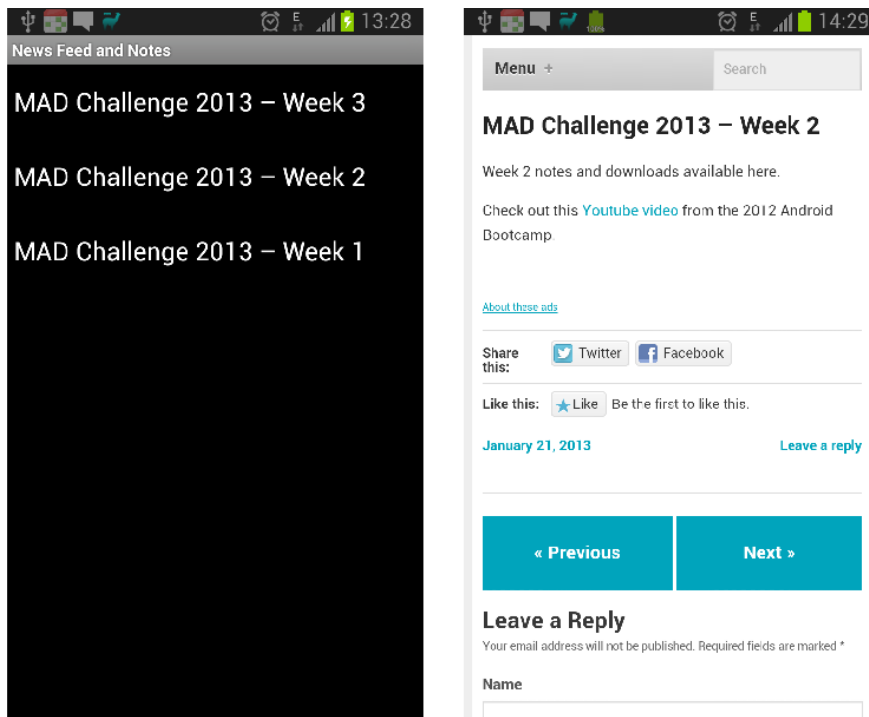 E 13:28
News Feed and Notes
MAD Challenge 2013 – Week 3
MAD Challenge 2013 – Week 2
MAD Challenge 2013 – Week 1
100% E 14:29
Menu + Search
MAD Challenge 2013 – Week 2
Week 2 notes and downloads available here.
Check out this Youtube video from the 2012 Android
Bootcamp.
About these ads
Share
this: Twitter Facebook
Like this: Like Be the first to like this.
January 21, 2013 Leave a reply
« Previous Next »
Leave a Reply
Your email address will not be published. Required fields are marked *
Name